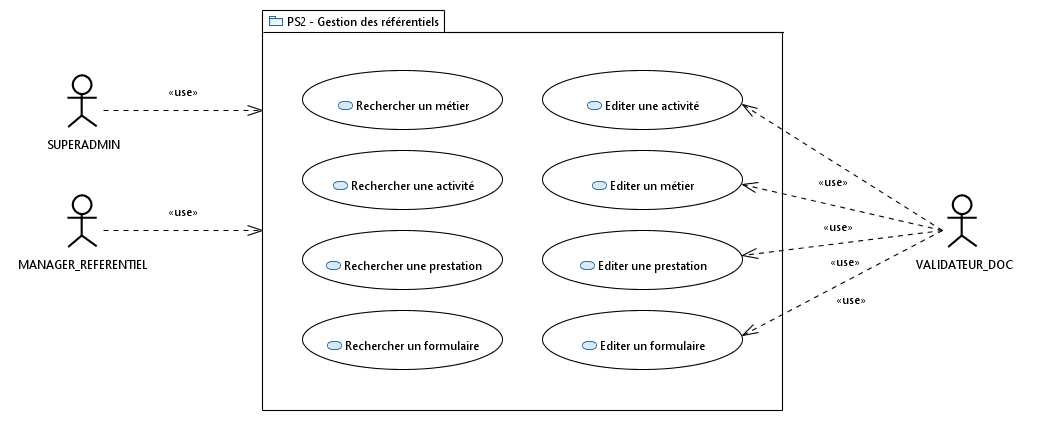 PS2 - Gestion des référentiels
«use»
SUPERADMIN
«use»
MANAGER_REFERENTIEL
Rechercher un métier
Rechercher une activité
Rechercher une prestation
Rechercher un formulaire
Editer une activité
Editer un métier
Editer une prestation
Editer un formulaire
«use»
«use»
«use»
«use»
VALIDATEUR_DOC